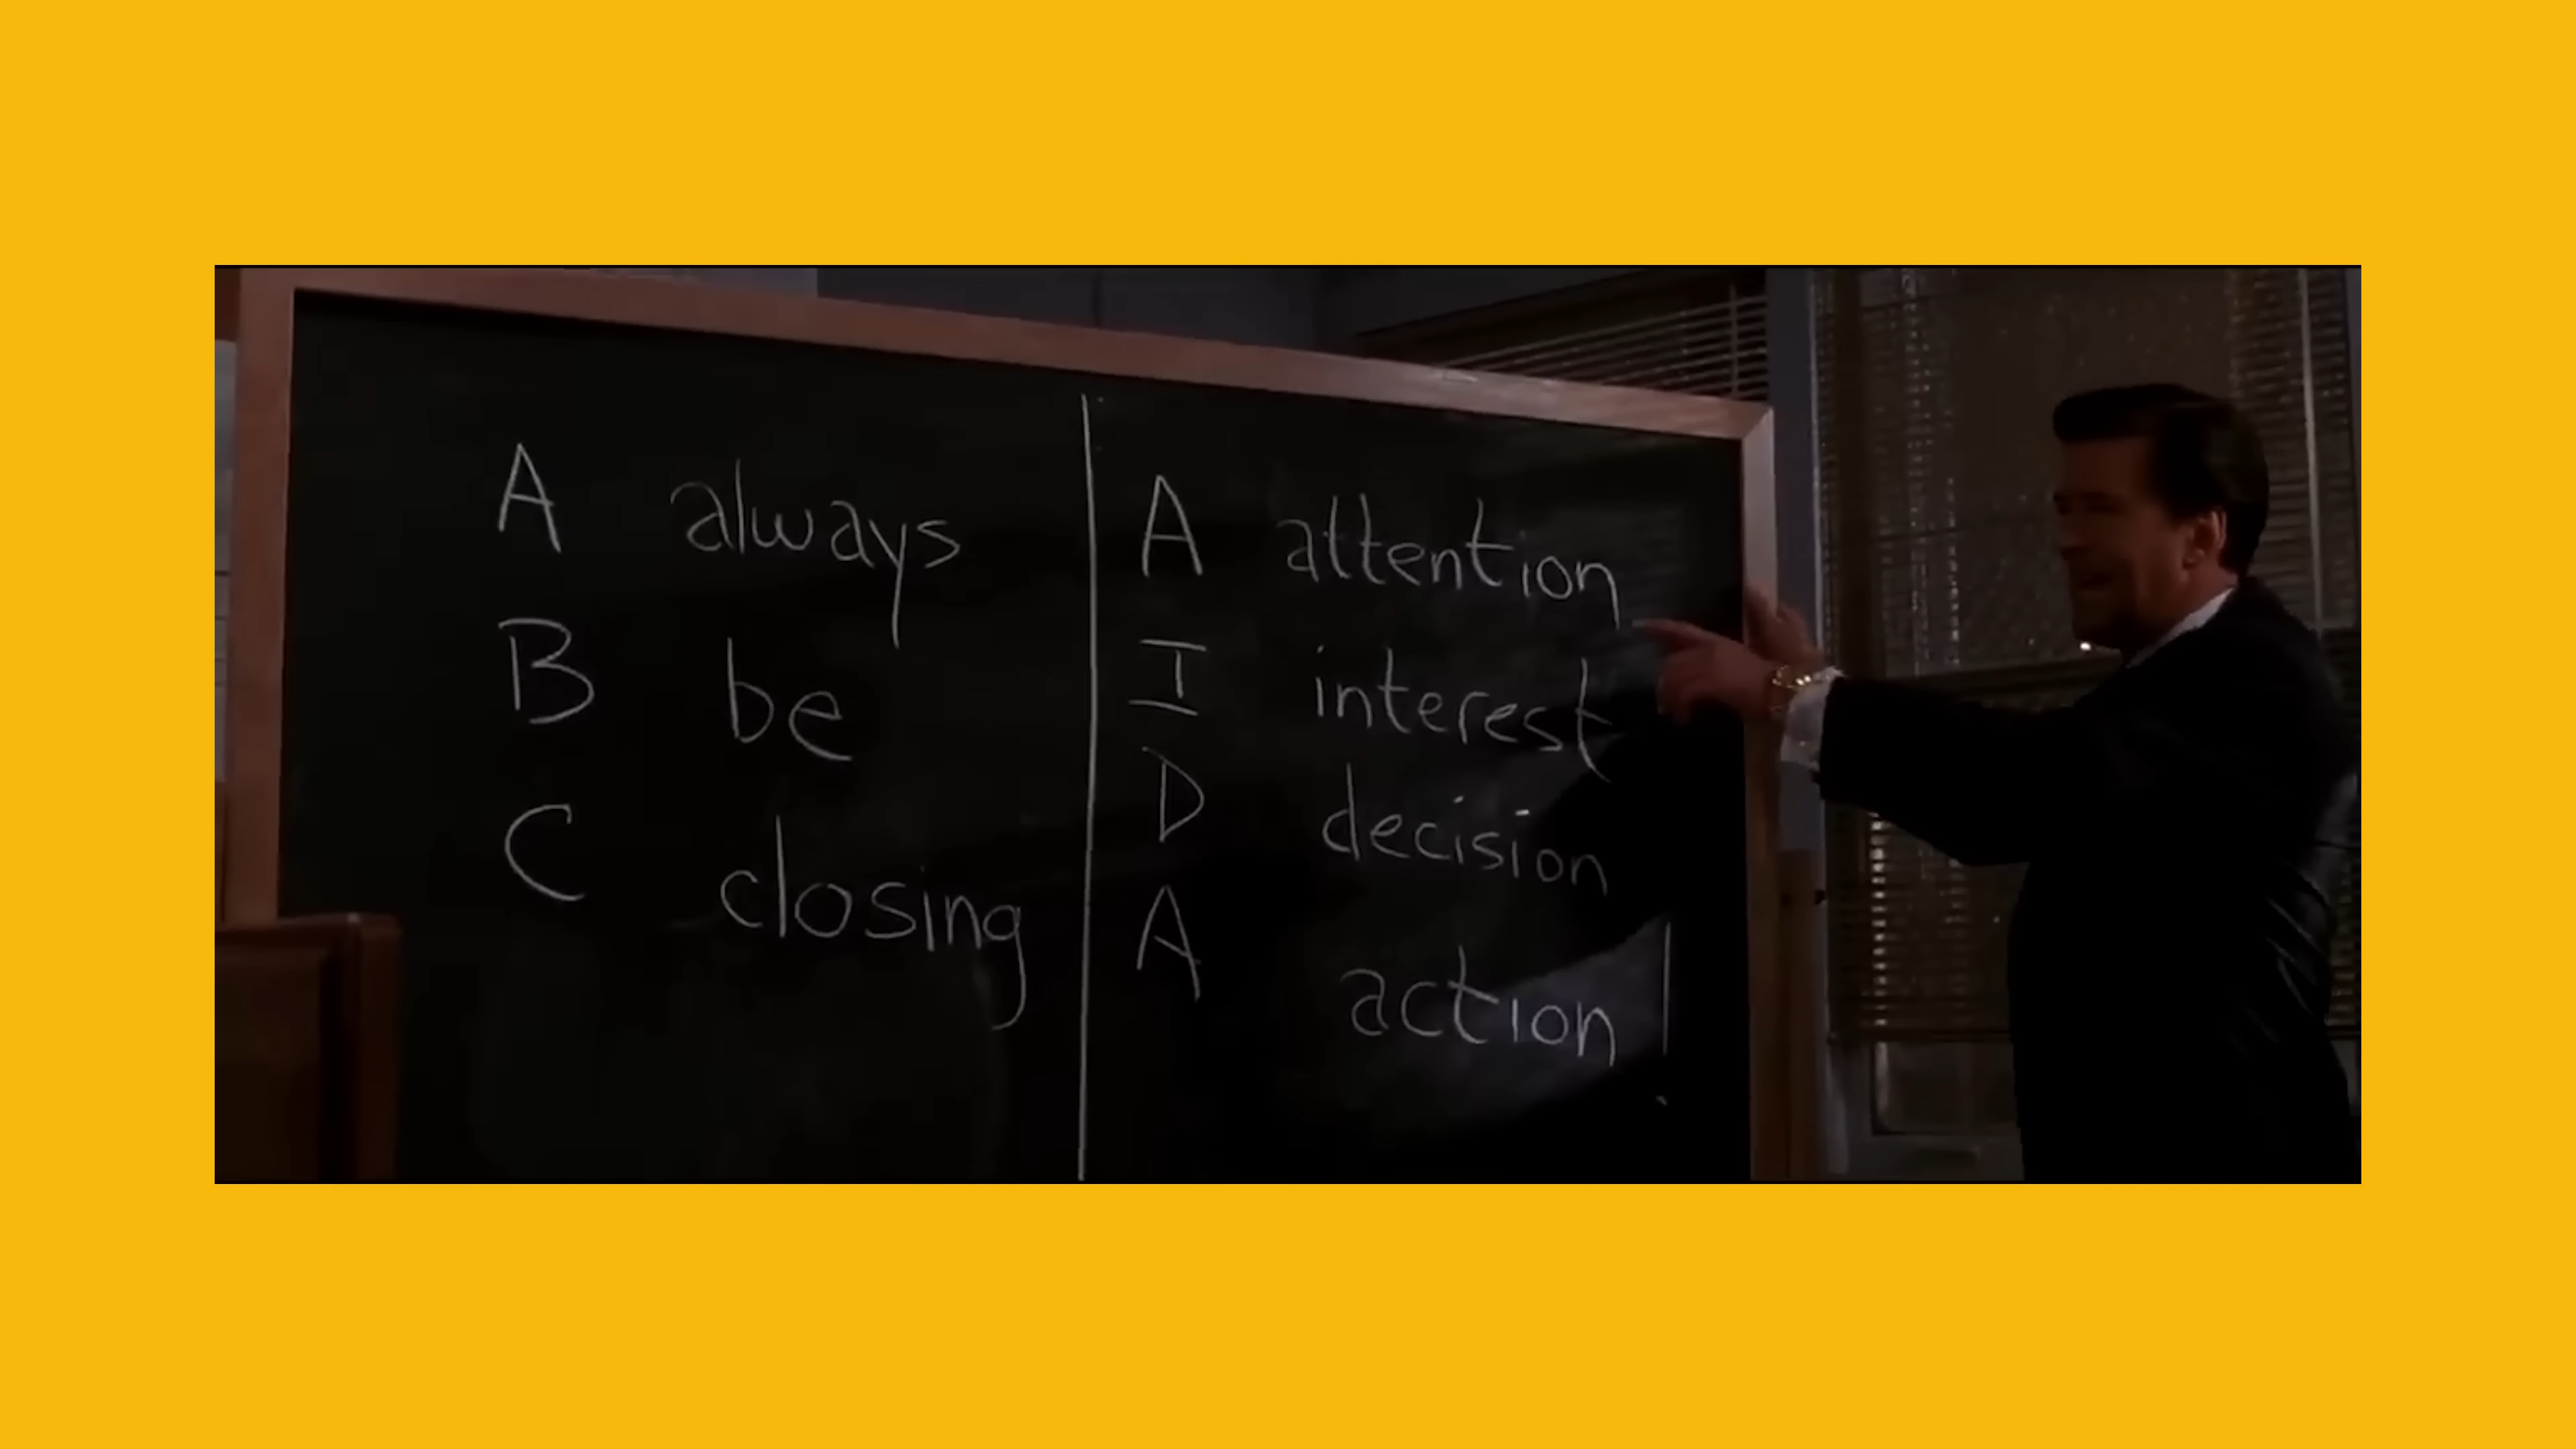 A always
B be
C closing
A attention
I interest
D decision
A action!